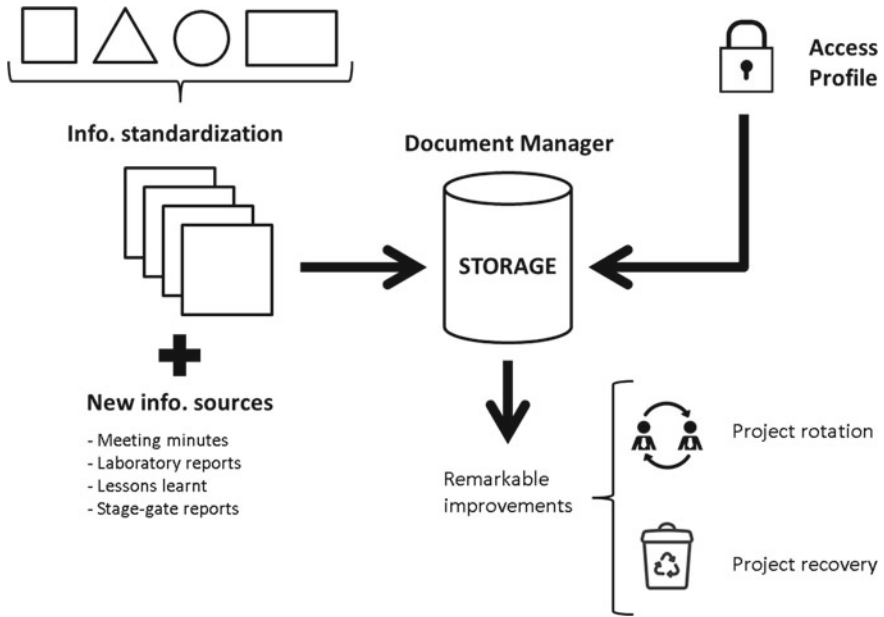 Access
Profile
Info. standardization
Document Manager
STORAGE
New info. sources
- Meeting minutes
- Laboratory reports
- Lessons learnt
- Stage-gate reports
Remarkable
improvements
Project rotation
Project recovery